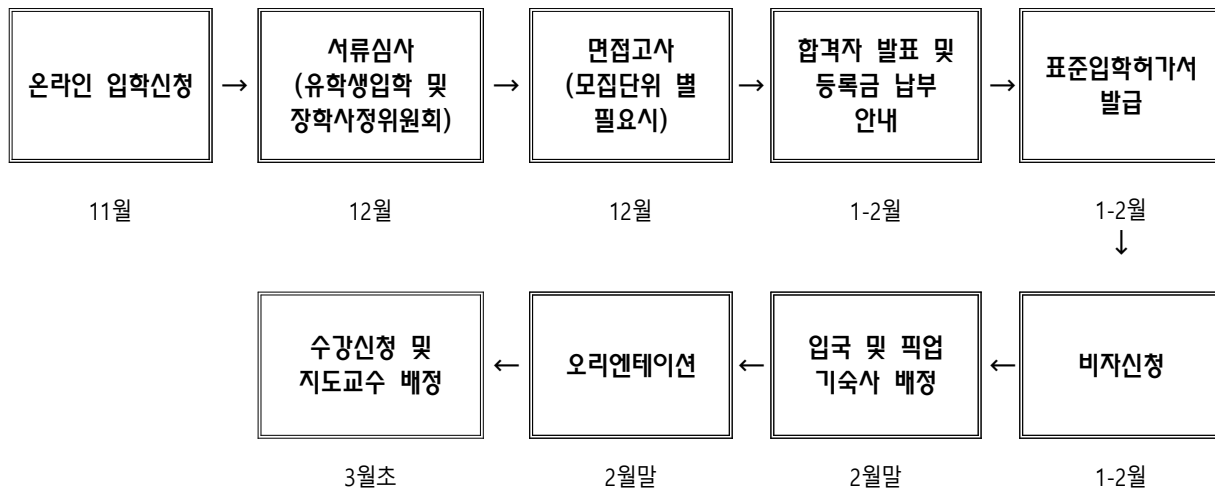 온라인 입학신청
→
서류심사
(유학생입학 및
장학사정위원회)
→
면접고사
(모집단위 별
필요시)
→
합격자 발표 및
등록금 납부
안내
→
표준입학허가서
발급
11월
12월
12월
1-2월
1-2월
↓
수강신청 및
지도교수 배정
←
오리엔테이션
←
입국 및 픽업
기숙사 배정
←
비자신청
3월초
2월말
2월말
1-2월